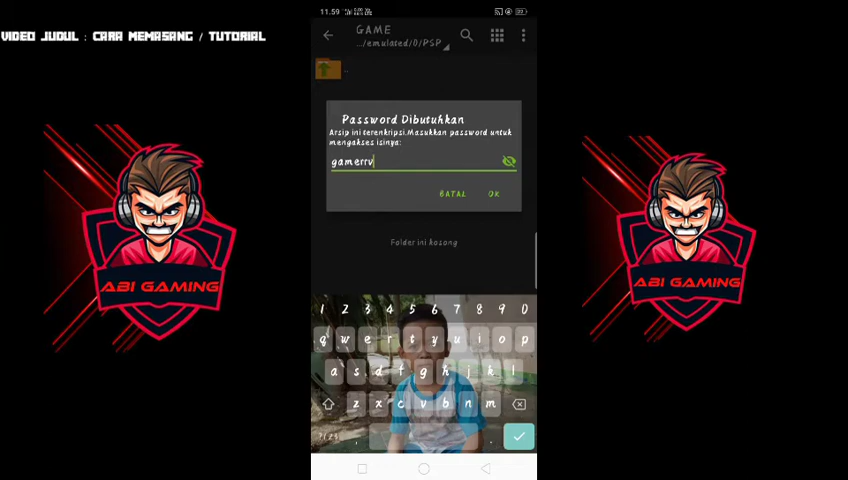 11.59
VIDEO JUDUL : CARA MEMASANG / TUTORIAL
GAME
.../emulated/0/PSP
..
Password Dibutuhkan
Arsip ini terenkripsi.Masukkan password untuk
mengakses isinya:
gamerrv
BATAL OK
Folder ini kosong
ABI GAMING
ABI GAMING
1 2 3 4 5 6 7 8 9 0
q w e r t y u i o p
a s d f g h j k l
z x c v b n m
, .